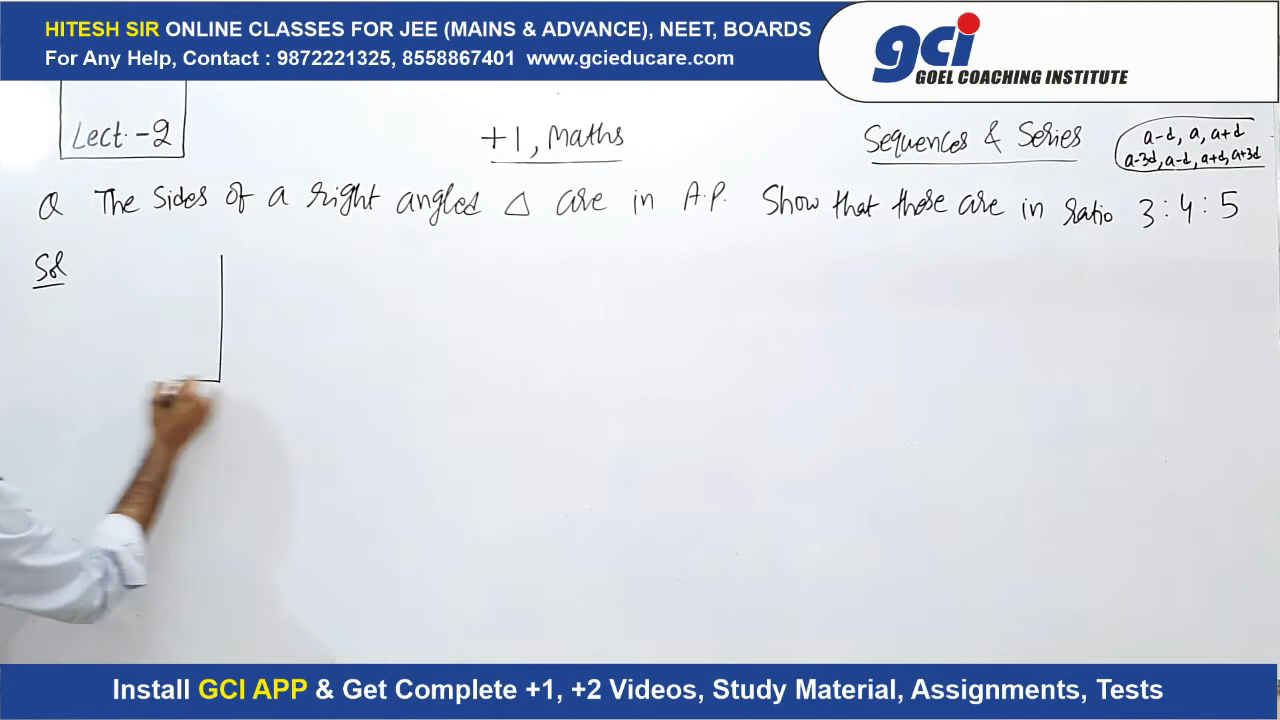 HITESH SIR ONLINE CLASSES FOR JEE (MAINS & ADVANCE), NEET, BOARDS
For Any Help, Contact : 9872221325, 8558867401 www.gcieducare.com
gci
GOEL COACHING INSTITUTE
Lect. -2
+1, Maths
Sequences & Series
a-d, a, a+d
a-3d, a-d, a+d, a+3d
Q The Sides of a right angled △ are in A.P. Show that these are in ratio 3:4:5
Sol
Install GCI APP & Get Complete +1, +2 Videos, Study Material, Assignments, Tests